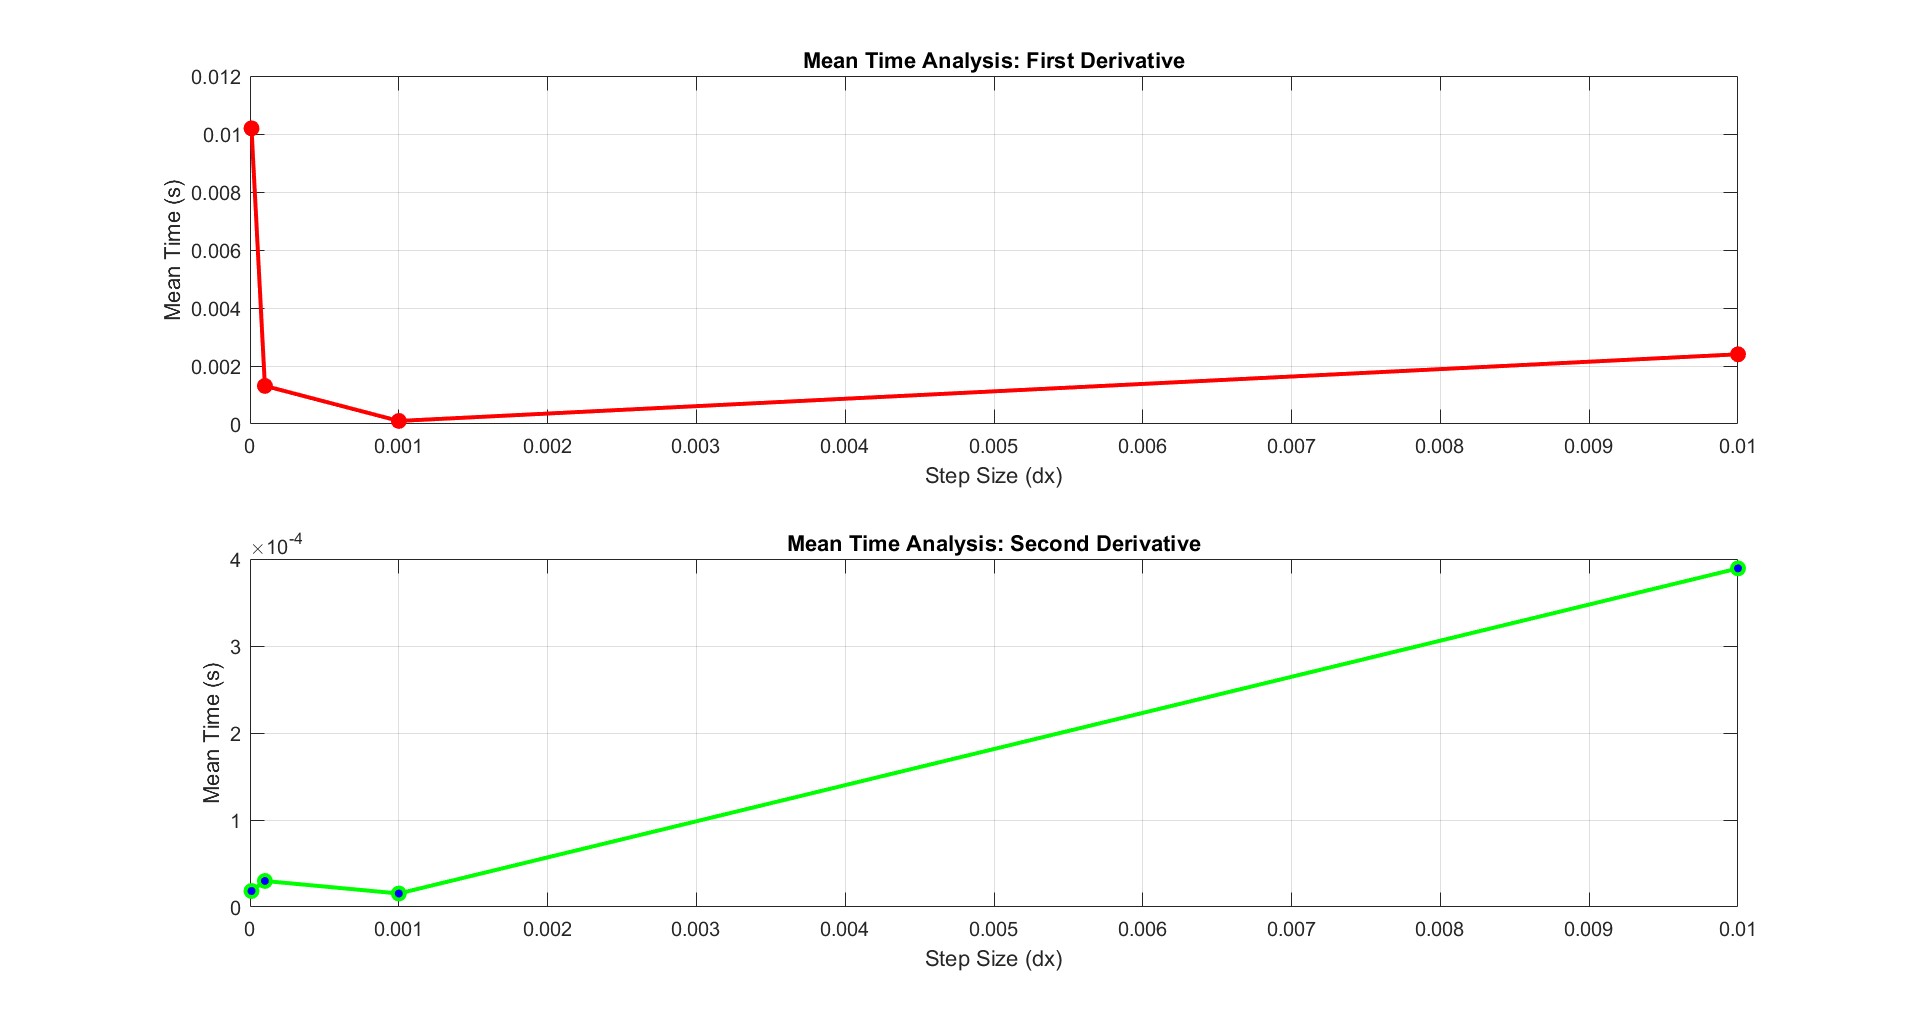 Mean Time Analysis: First Derivative
0.012
0.01
0.008
0.006
0.004
0.002
0
Mean Time (s)
0 0.001 0.002 0.003 0.004 0.005 0.006 0.007 0.008 0.009 0.01
Step Size (dx)
Mean Time Analysis: Second Derivative
×10-4
4
3
2
1
0
Mean Time (s)
0 0.001 0.002 0.003 0.004 0.005 0.006 0.007 0.008 0.009 0.01
Step Size (dx)